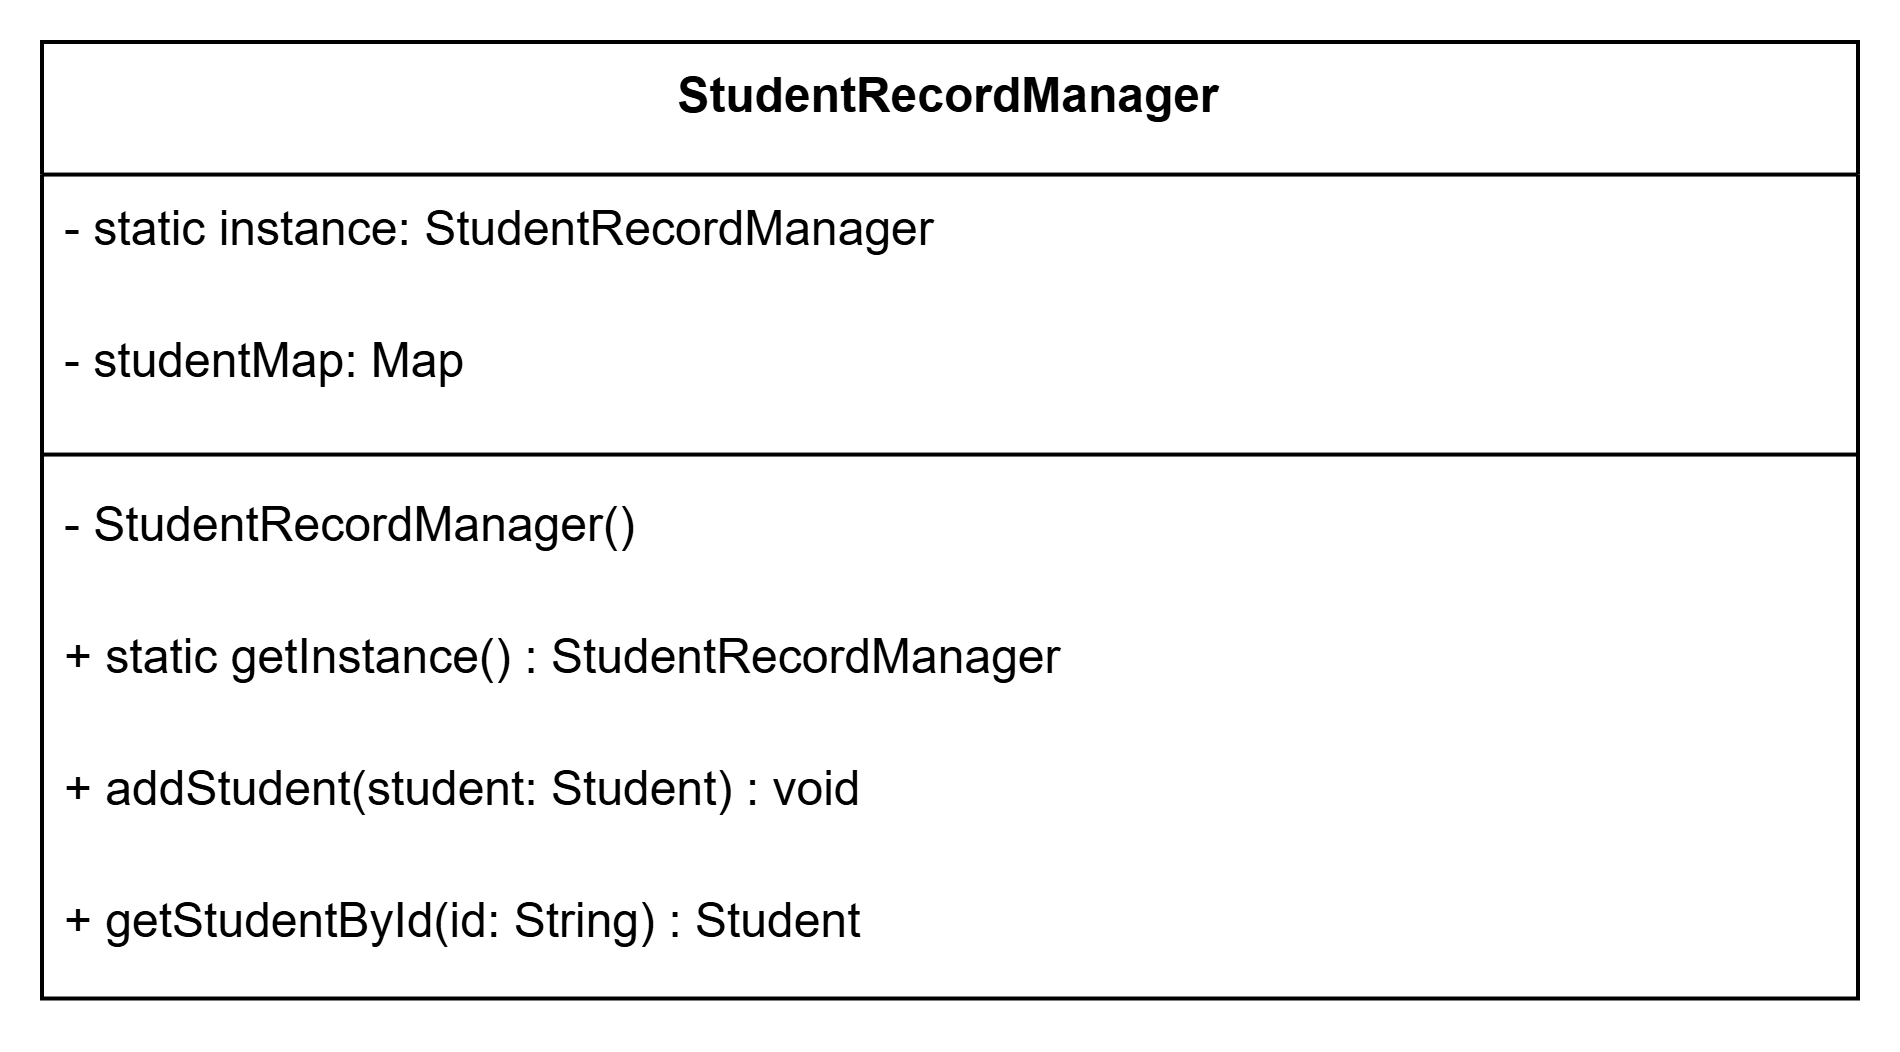 StudentRecordManager
- static instance: StudentRecordManager
- studentMap: Map
- StudentRecordManager()
+ static getInstance() : StudentRecordManager
+ addStudent(student: Student) : void
+ getStudentById(id: String) : Student